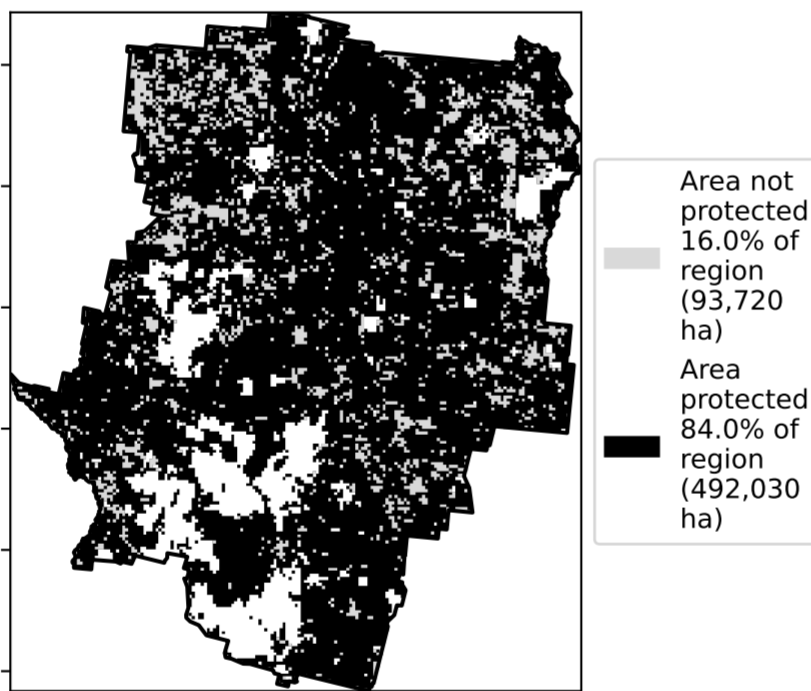 Area not
protected
16.0% of
region
(93,720
ha)
Area
protected
84.0% of
region
(492,030
ha)